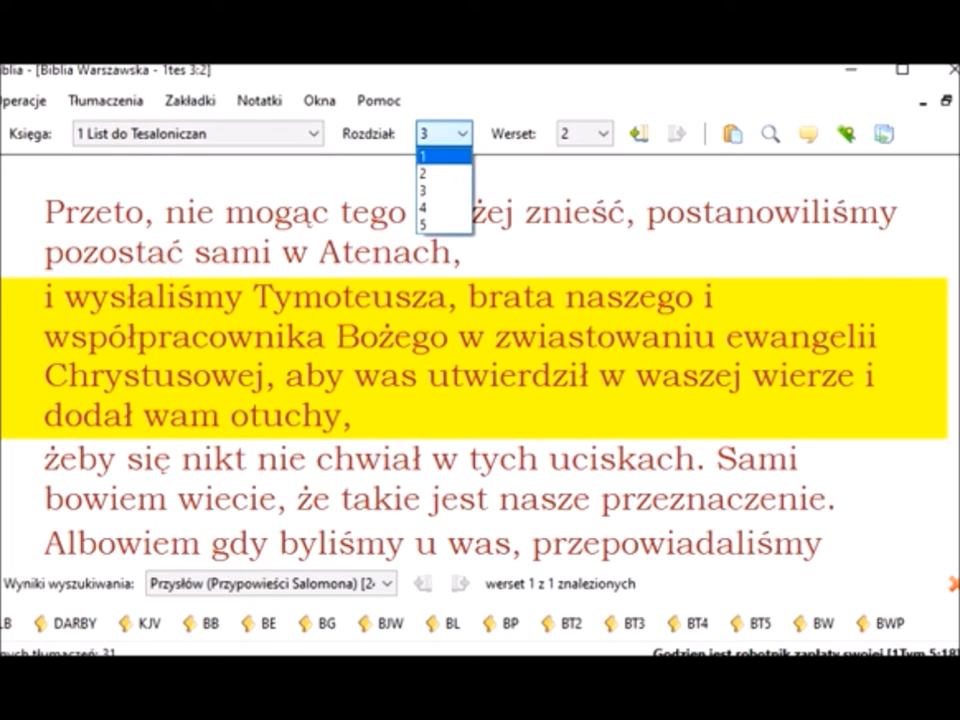 blia - [Biblia Warszawska - 1tes 3:2]
peracje Tłumaczenia Zakładki Notatki Okna Pomoc
Księga: 1 List do Tesaloniczan Rozdział: 3 Werset: 2
1
2
3
4
5
Przeto, nie mogąc tego żej znieść, postanowiliśmy
pozostać sami w Atenach,
i wysłaliśmy Tymoteusza, brata naszego i
współpracownika Bożego w zwiastowaniu ewangelii
Chrystusowej, aby was utwierdził w waszej wierze i
dodał wam otuchy,
żeby się nikt nie chwiał w tych uciskach. Sami
bowiem wiecie, że takie jest nasze przeznaczenie.
Albowiem gdy byliśmy u was, przepowiadaliśmy
Wyniki wyszukiwania: Przysłów (Przypowieści Salomona) [2 werset 1 z 1 znalezionych
LB DARBY KJV BB BE BG BJW BL BP BT2 BT3 BT4 BT5 BW BWP
nych tłumaczeń: 31 Godzien jest robotnik zapłaty swojej [1Tym 5:18]